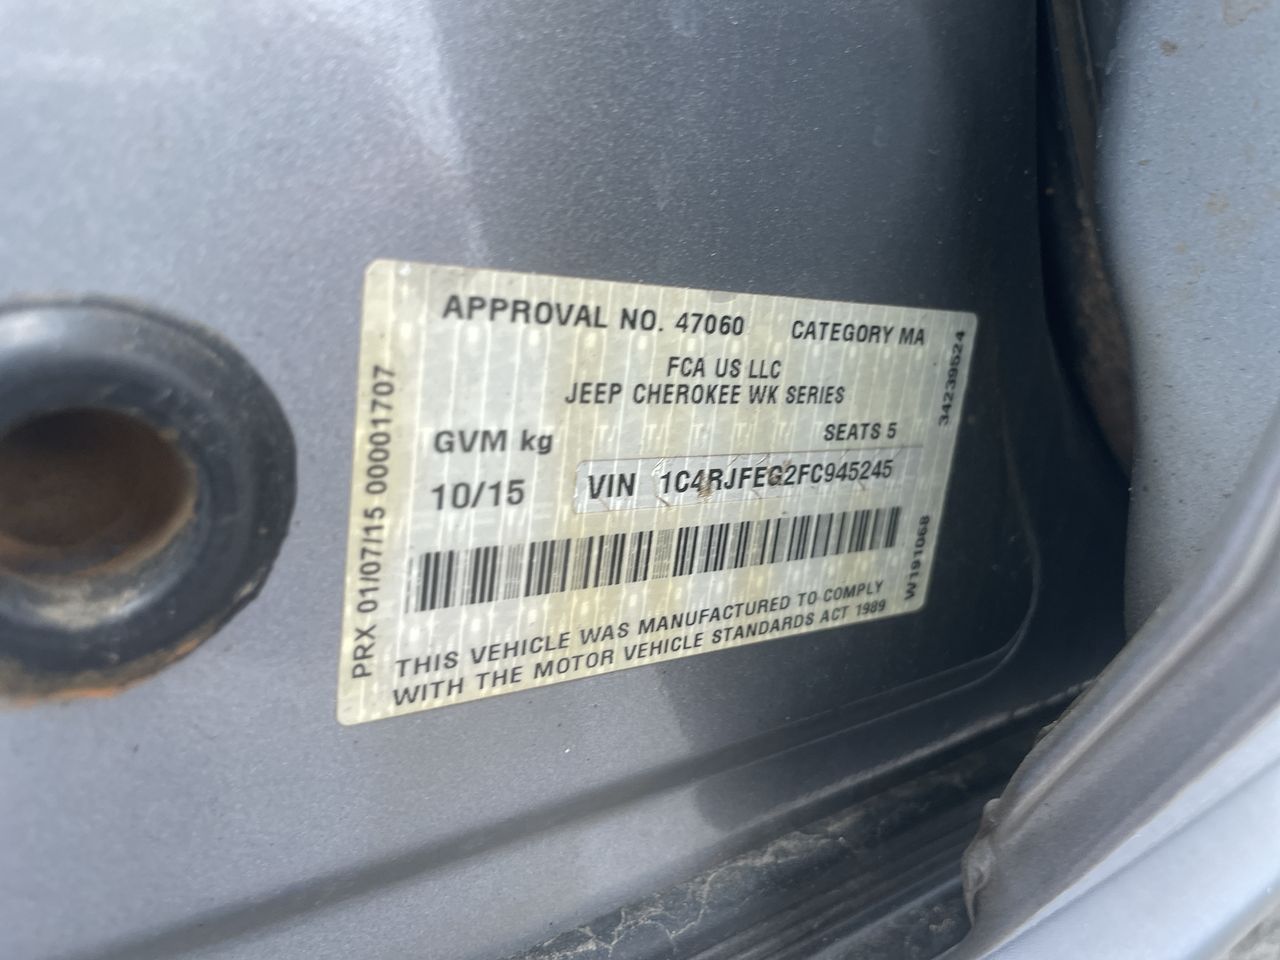 APPROVAL NO. 47060 CATEGORY MA
FCA US LLC
JEEP CHEROKEE WK SERIES
GVM kg SEATS 5
10/15 VIN 1C4RJFEG2FC945245
THIS VEHICLE WAS MANUFACTURED TO COMPLY
WITH THE MOTOR VEHICLE STANDARDS ACT 1989
PRX 01/07/15 00001707
34239524
W191068